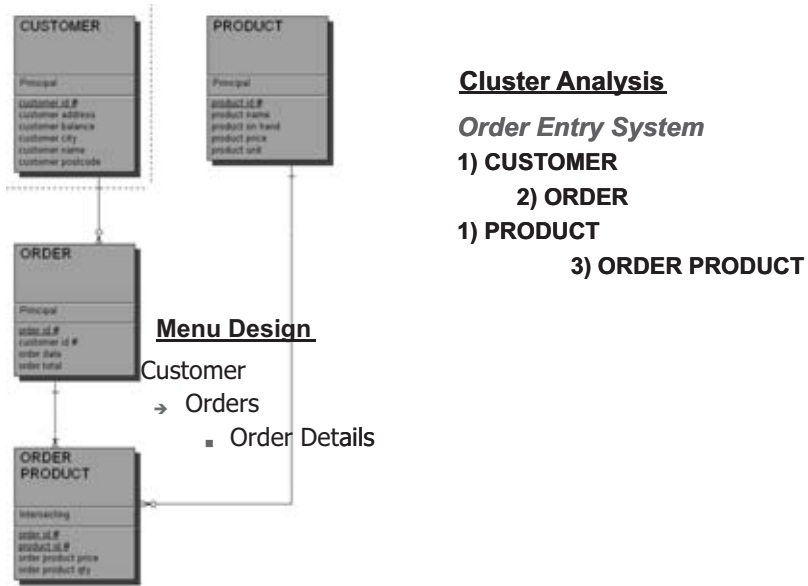 CUSTOMER
Principal
customer id #
customer address
customer balance
customer city
customer name
customer postcode
PRODUCT
Principal
product id #
product name
product on hand
product price
product unit
Cluster Analysis
Order Entry System
1) CUSTOMER
2) ORDER
1) PRODUCT
3) ORDER PRODUCT
ORDER
Principal
order id #
customer id #
order date
order total
Menu Design
Customer
➔ Orders
■ Order Details
ORDER
PRODUCT
Intersecting
order id #
product id #
order product price
order product qty